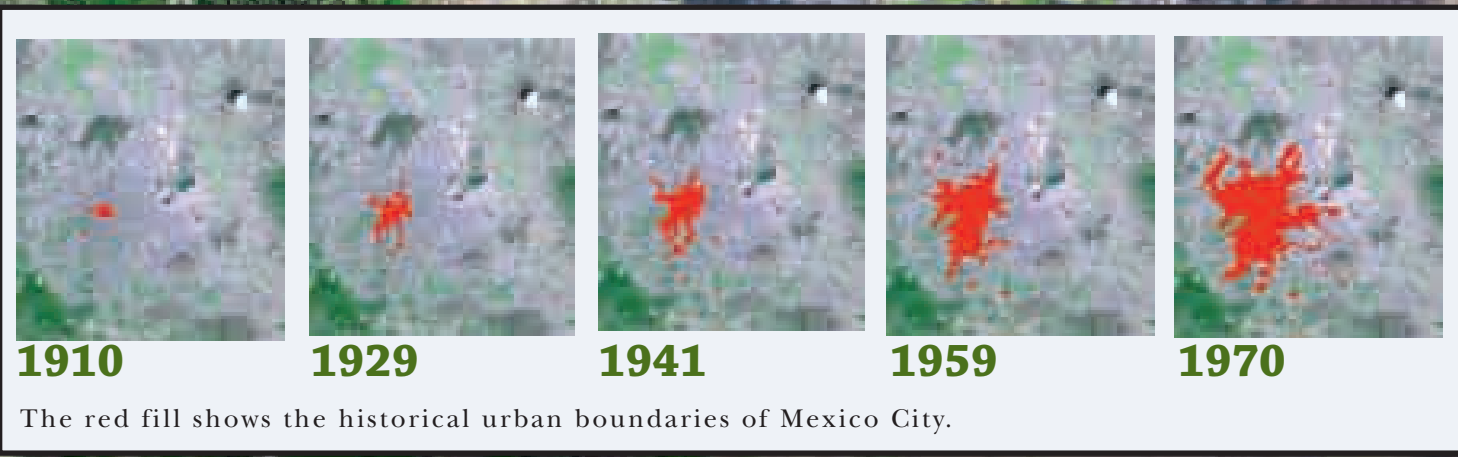 1910 1929 1941 1959 1970
The red fill shows the historical urban boundaries of Mexico City.